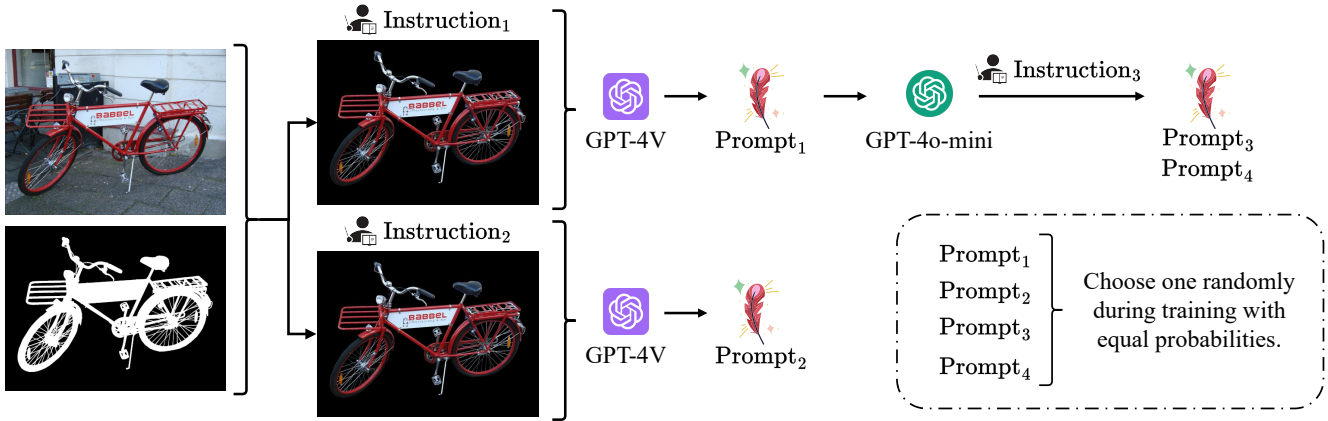 Instruction₁
BABBEL
GPT-4V
Prompt₁
GPT-4o-mini
Instruction₃
Prompt₃
Prompt₄
BABBEL
Instruction₂
BABBEL
GPT-4V
Prompt₂
Prompt₁
Prompt₂
Prompt₃
Prompt₄
Choose one randomly
during training with
equal probabilities.